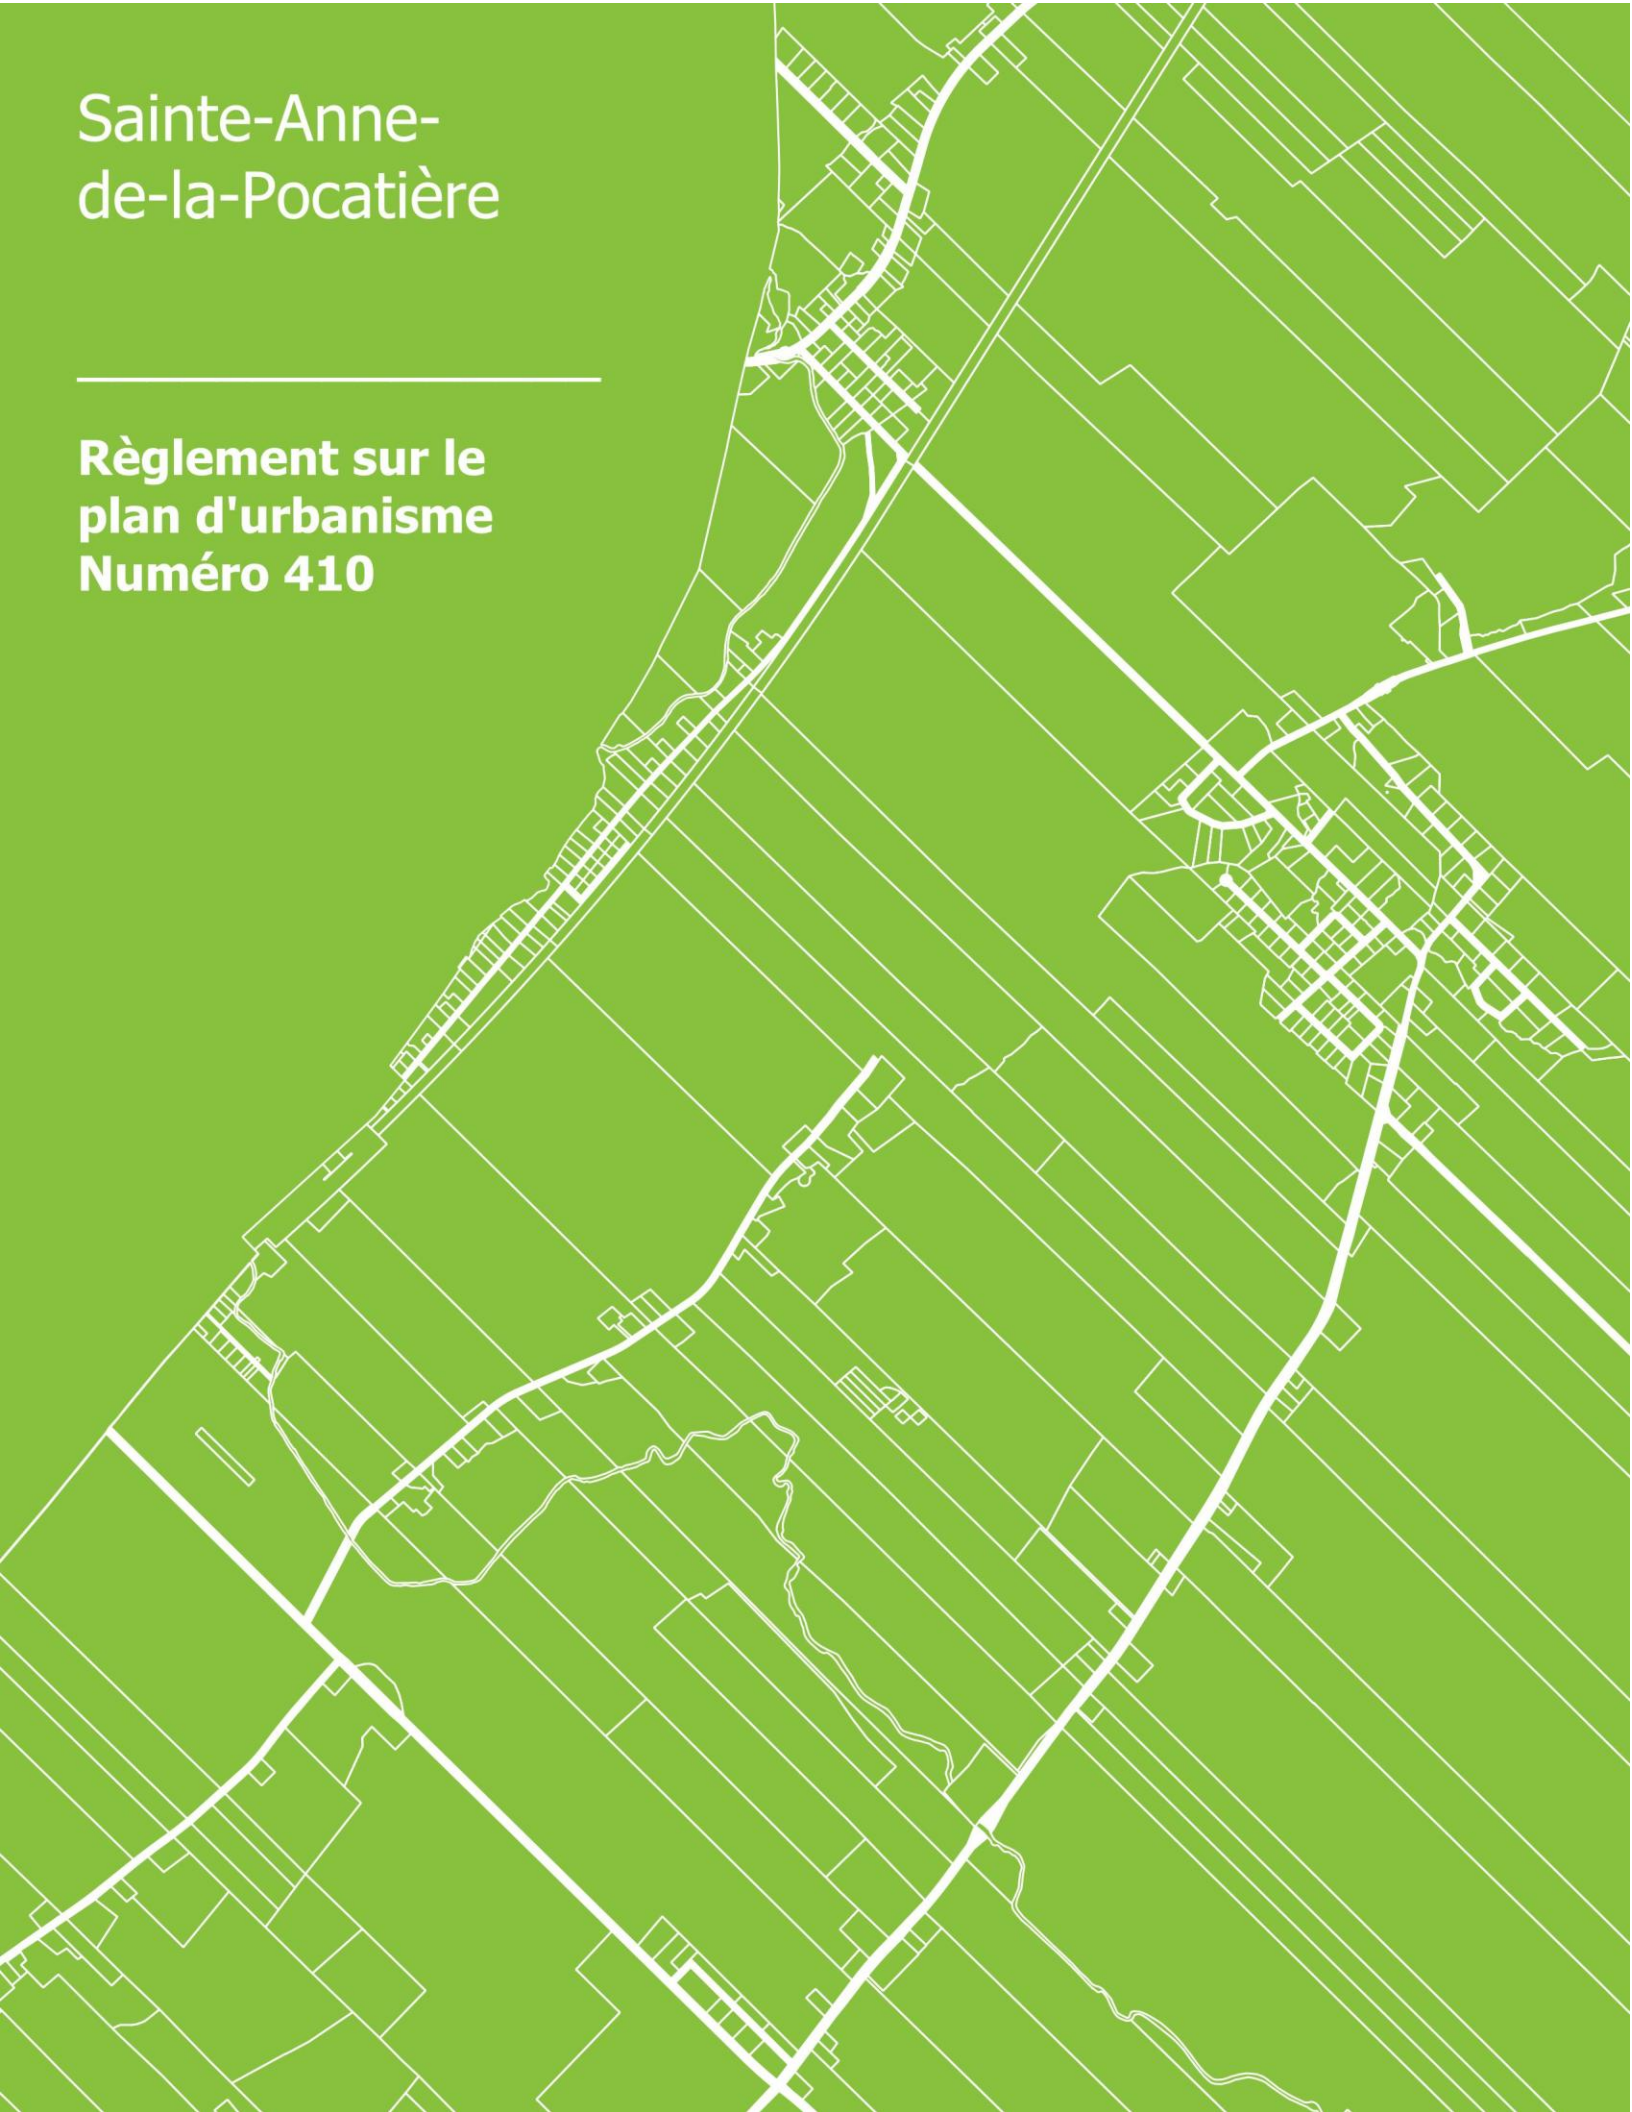 Sainte-Anne-
de-la-Pocatière
Règlement sur le
plan d'urbanisme
Numéro 410